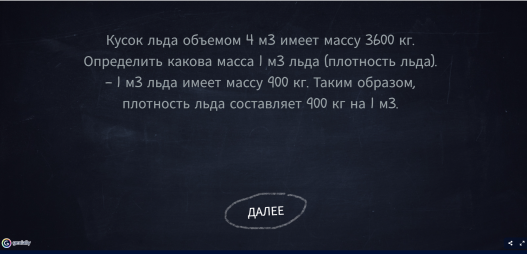 Кусок льда объемом 4 м3 имеет массу 3600 кг.
Определить какова масса 1 м3 льда (плотность льда).
– 1 м3 льда имеет массу 900 кг. Таким образом,
плотность льда составляет 900 кг на 1 м3.
ДАЛЕЕ
genially